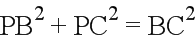 PB² + PC² = BC²